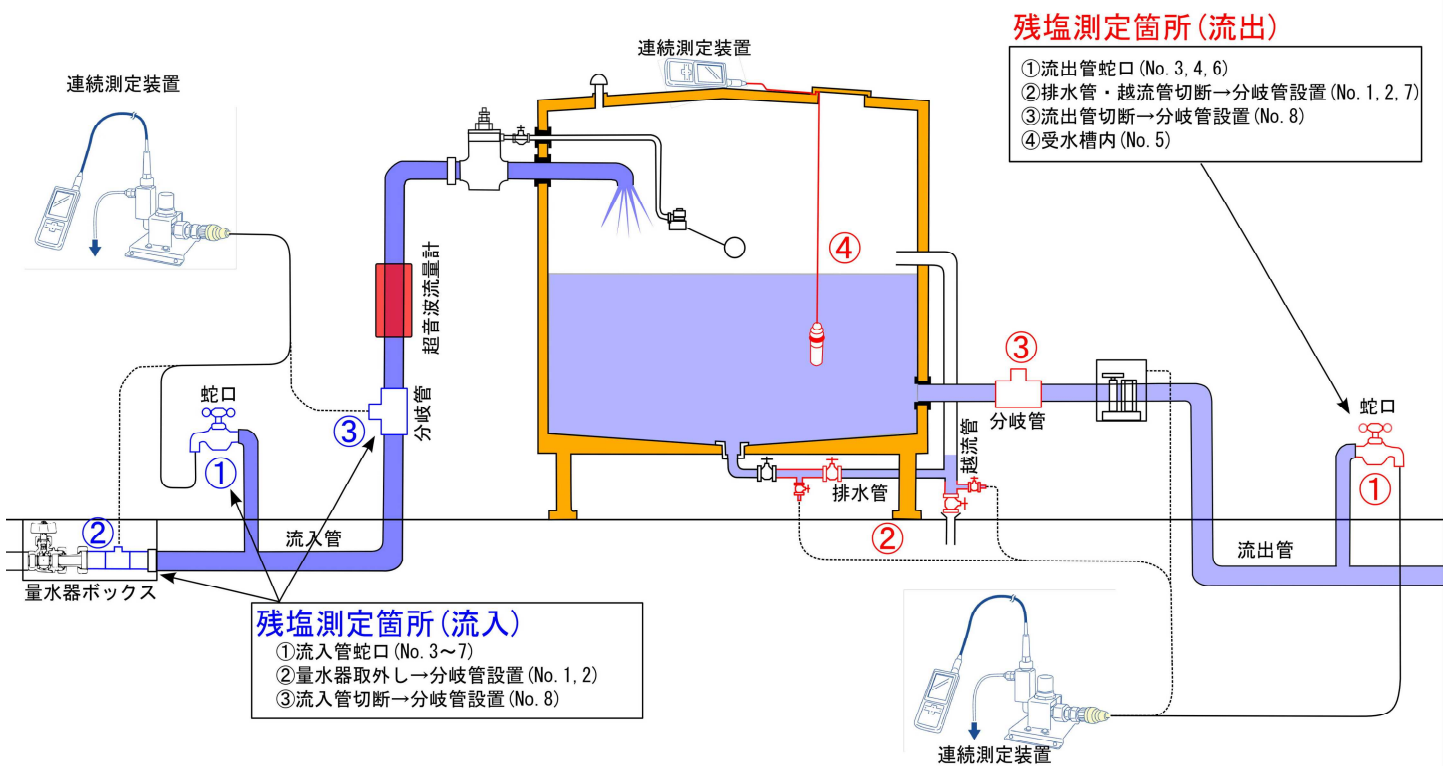 残塩測定箇所(流出)
①流出管蛇口(No. 3, 4, 6)
②排水管・越流管切断→分岐管設置(No. 1, 2, 7)
③流出管切断→分岐管設置(No. 8)
④受水槽内(No. 5)
連続測定装置
連続測定装置
④
超音波流量計
③
分岐管
蛇口
①
③
分岐管
越流管
排水管
②
蛇口
①
②
流入管
量水器ボックス
流出管
残塩測定箇所(流入)
①流入管蛇口(No. 3～7)
②量水器取外し→分岐管設置(No. 1, 2)
③流入管切断→分岐管設置(No. 8)
連続測定装置